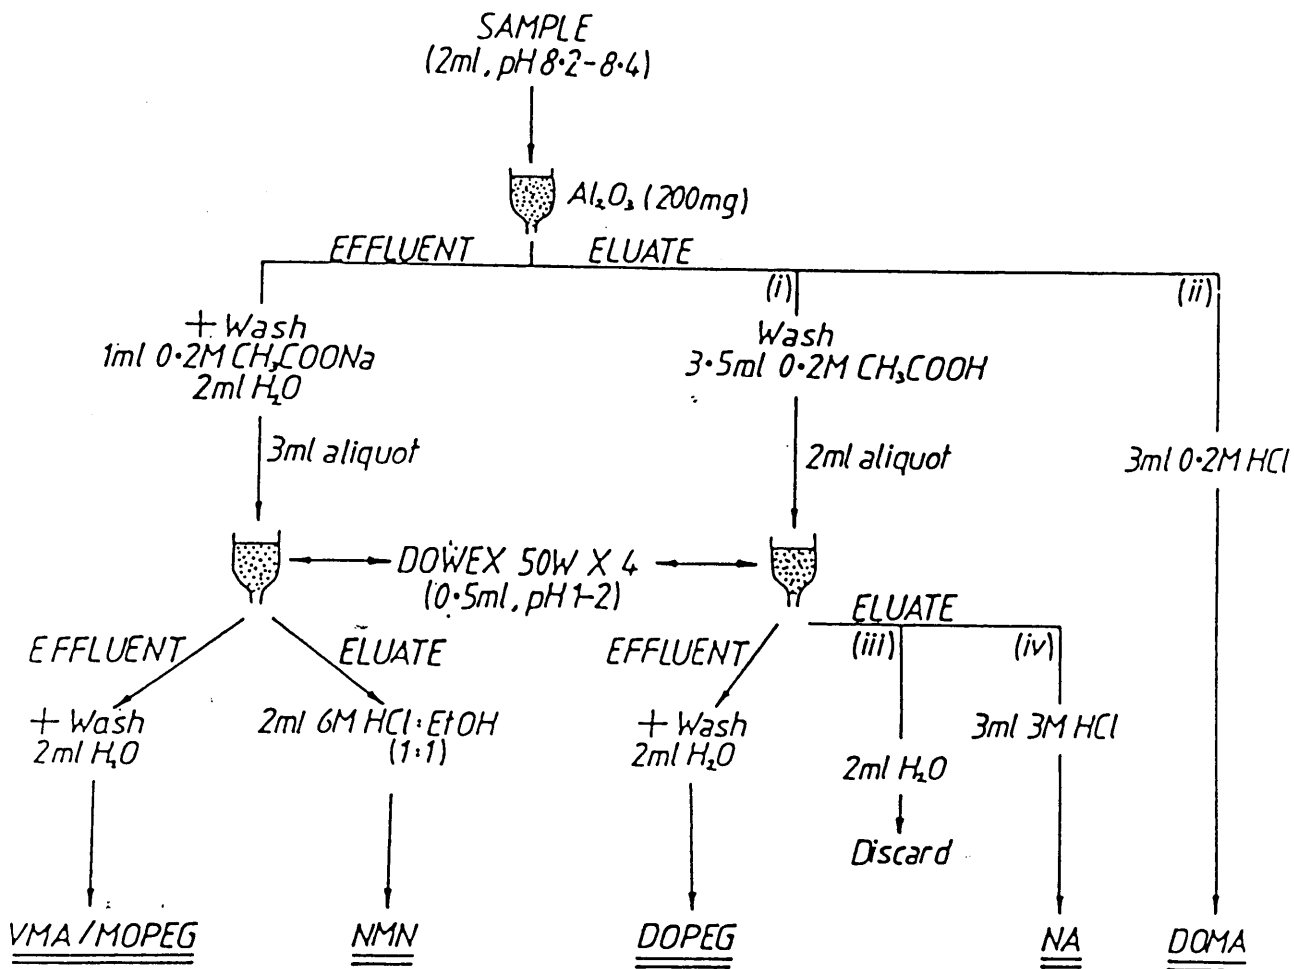 SAMPLE
(2ml, pH 8·2-8·4)
Al₂O₃ (200mg)
EFFLUENT ELUATE
(i) (ii)
+ Wash
1ml 0·2M CH₃COONa
2ml H₂O
Wash
3·5ml 0·2M CH₃COOH
3ml aliquot
2ml aliquot
3ml 0·2M HCl
DOWEX 50W X 4
(0·5ml, pH 1-2)
EFFLUENT ELUATE
EFFLUENT
ELUATE
(iii) (iv)
+ Wash
2ml H₂O
2ml 6M HCl:EtOH
(1:1)
+ Wash
2ml H₂O
2ml H₂O
Discard
3ml 3M HCl
VMA/MOPEG NMN DOPEG NA DOMA